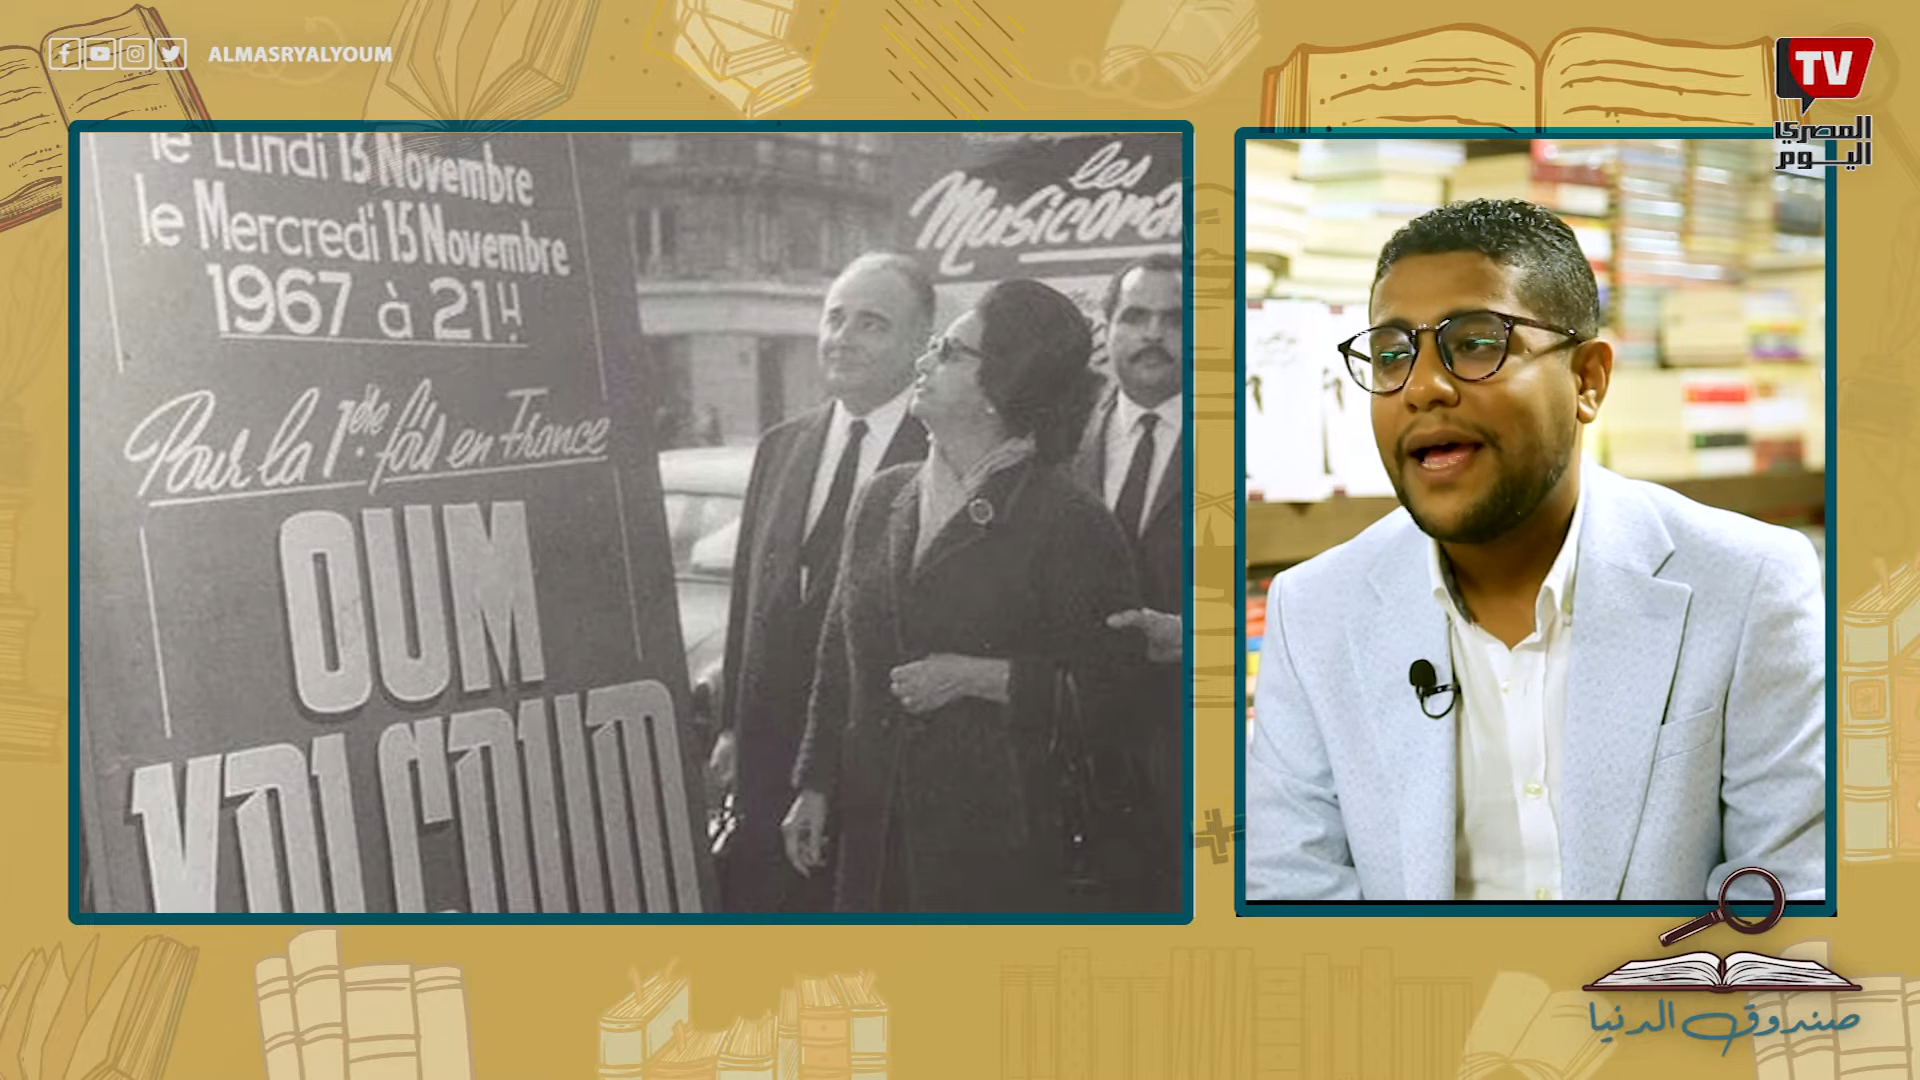 ALMASRYALYOUM
TV
المصري
اليوم
le Lundi 13 Novembre
le Mercredi 15 Novembre
1967 à 21H
Pour la 1ère fois en France
OUM
KALSOUM
les
Musicora
صندوق الدنيا